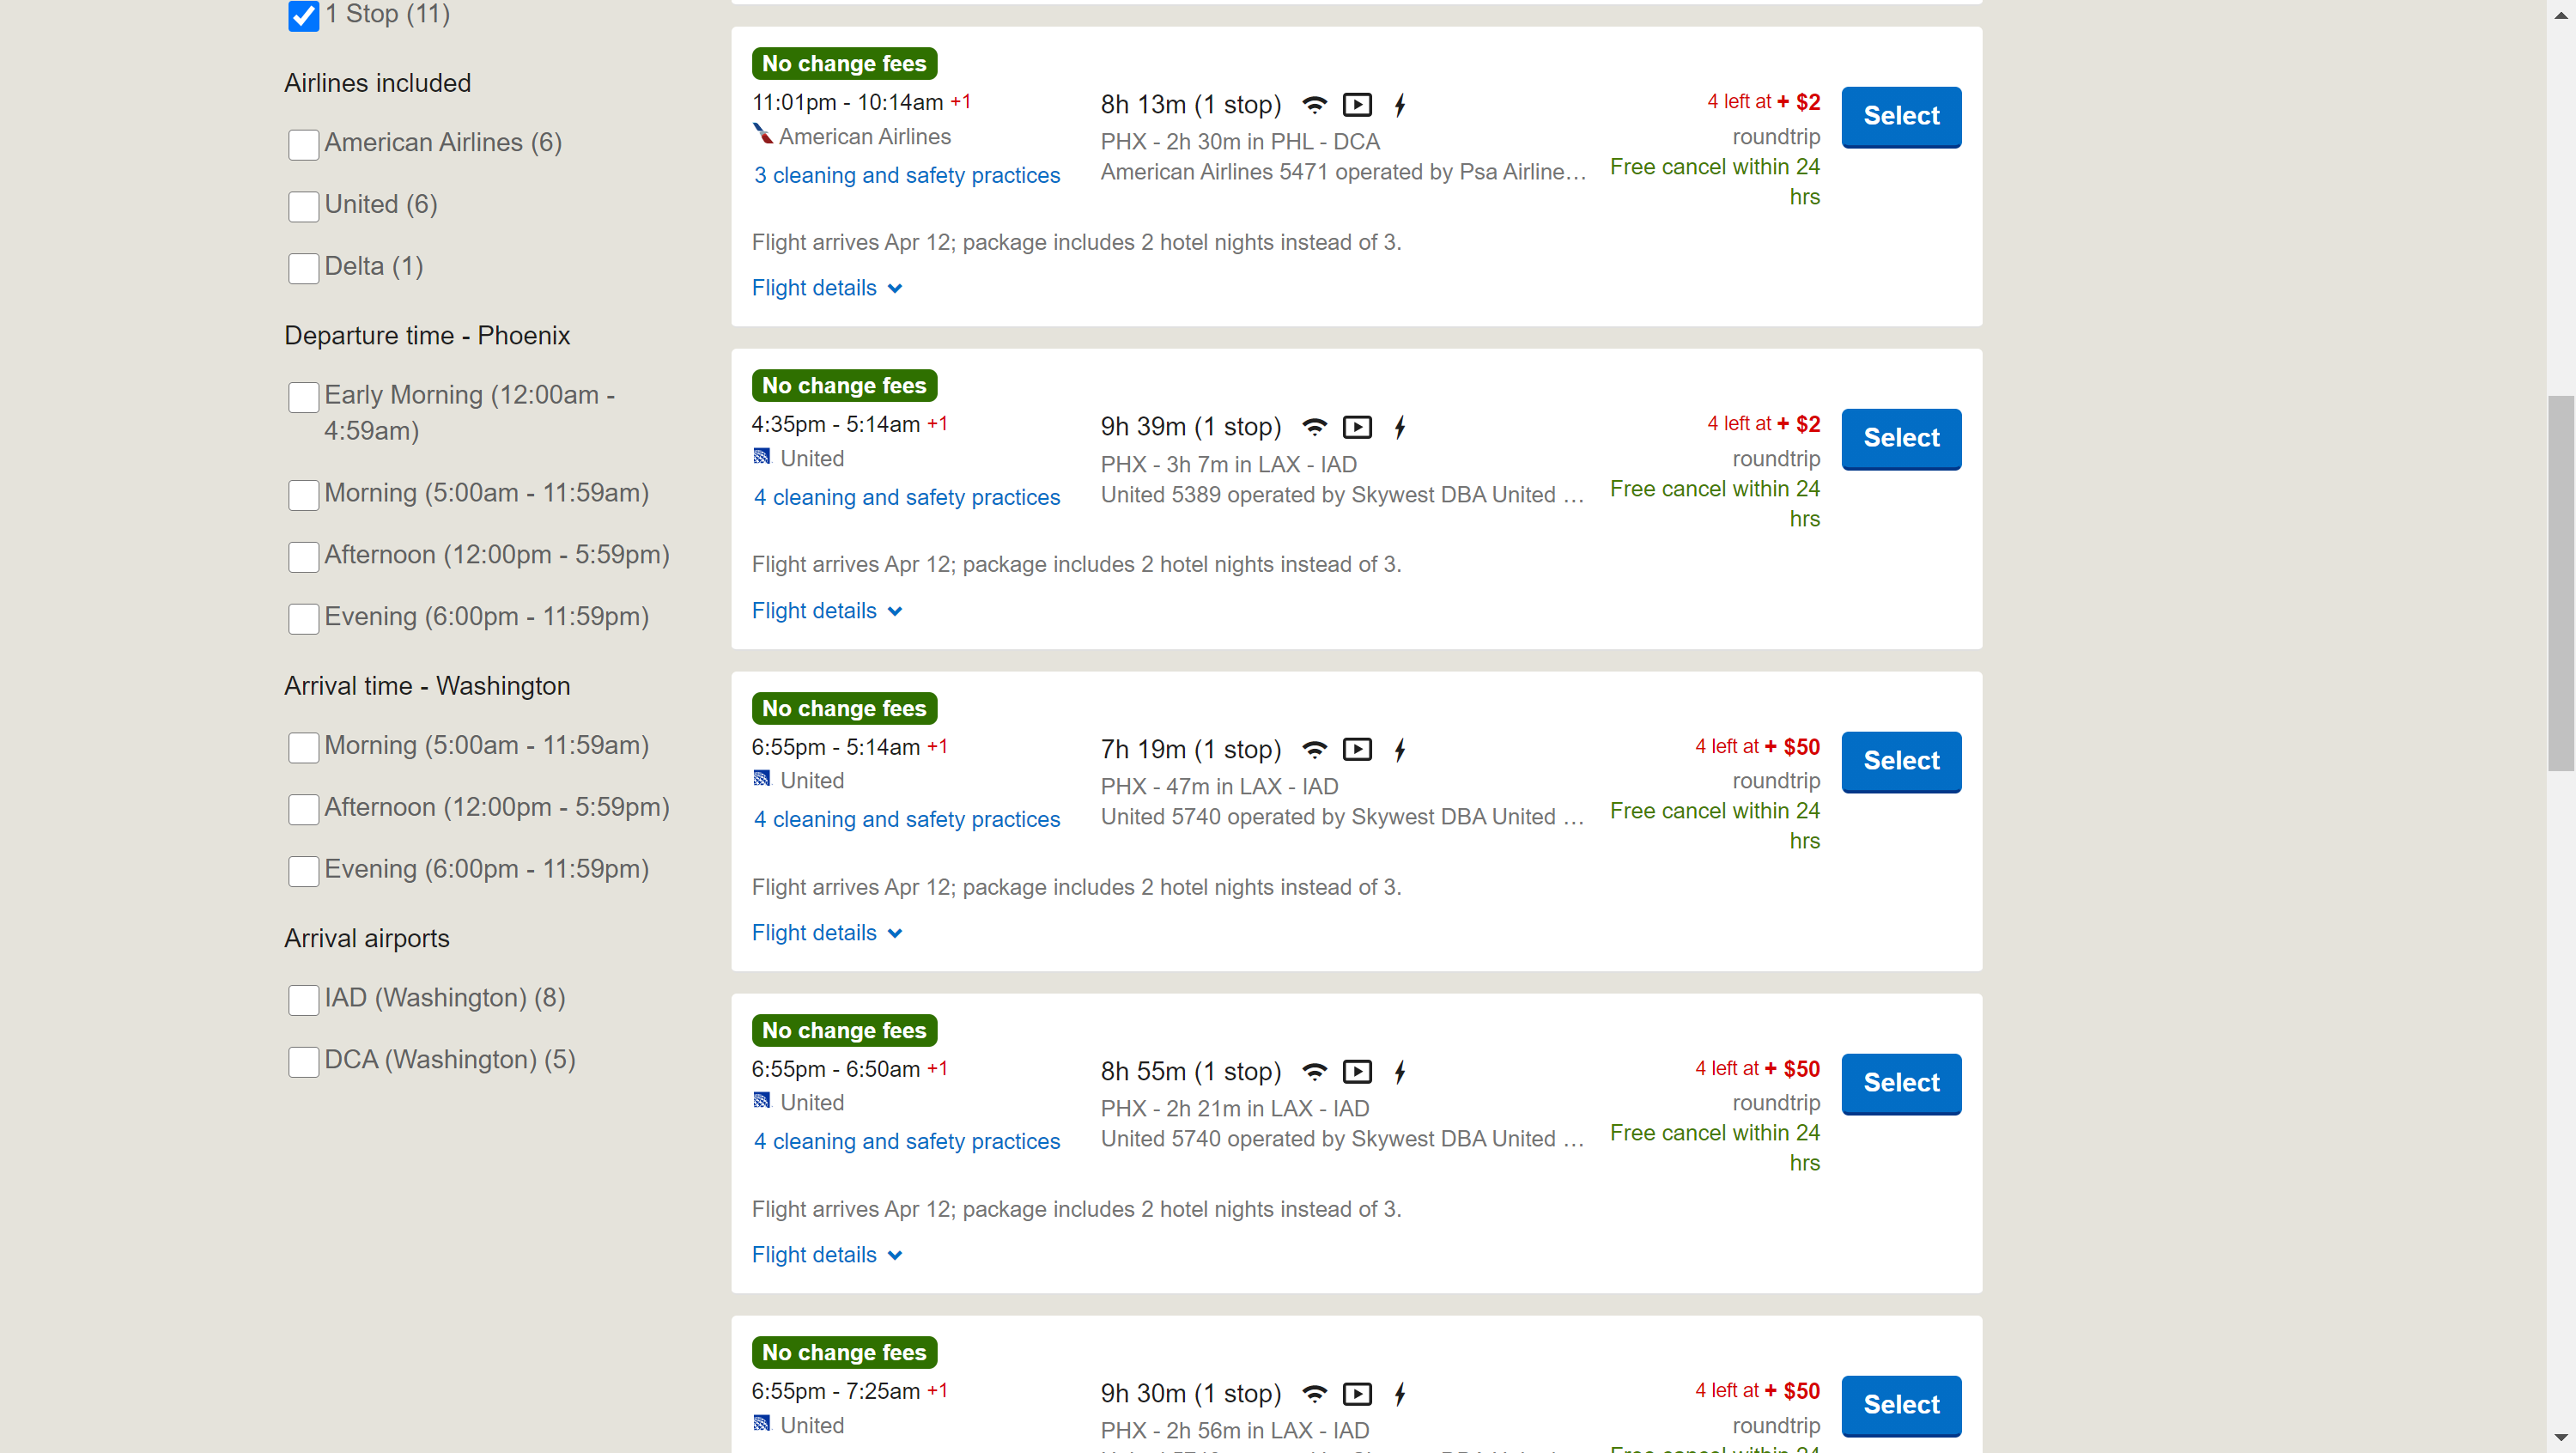 1 Stop (11)
Airlines included
American Airlines (6)
United (6)
Delta (1)
Departure time - Phoenix
Early Morning (12:00am -
4:59am)
Morning (5:00am - 11:59am)
Afternoon (12:00pm - 5:59pm)
Evening (6:00pm - 11:59pm)
Arrival time - Washington
Morning (5:00am - 11:59am)
Afternoon (12:00pm - 5:59pm)
Evening (6:00pm - 11:59pm)
Arrival airports
IAD (Washington) (8)
DCA (Washington) (5)
No change fees
11:01pm - 10:14am +1
American Airlines
3 cleaning and safety practices
8h 13m (1 stop)
PHX - 2h 30m in PHL - DCA
American Airlines 5471 operated by Psa Airline...
4 left at + $2
roundtrip
Free cancel within 24
hrs
Select
Flight arrives Apr 12; package includes 2 hotel nights instead of 3.
Flight details
No change fees
4:35pm - 5:14am +1
United
4 cleaning and safety practices
9h 39m (1 stop)
PHX - 3h 7m in LAX - IAD
United 5389 operated by Skywest DBA United ...
4 left at + $2
roundtrip
Free cancel within 24
hrs
Select
Flight arrives Apr 12; package includes 2 hotel nights instead of 3.
Flight details
No change fees
6:55pm - 5:14am +1
United
4 cleaning and safety practices
7h 19m (1 stop)
PHX - 47m in LAX - IAD
United 5740 operated by Skywest DBA United ...
4 left at + $50
roundtrip
Free cancel within 24
hrs
Select
Flight arrives Apr 12; package includes 2 hotel nights instead of 3.
Flight details
No change fees
6:55pm - 6:50am +1
United
4 cleaning and safety practices
8h 55m (1 stop)
PHX - 2h 21m in LAX - IAD
United 5740 operated by Skywest DBA United ...
4 left at + $50
roundtrip
Free cancel within 24
hrs
Select
Flight arrives Apr 12; package includes 2 hotel nights instead of 3.
Flight details
No change fees
6:55pm - 7:25am +1
United
9h 30m (1 stop)
PHX - 2h 56m in LAX - IAD
4 left at + $50
roundtrip
Free cancel within 24
Select